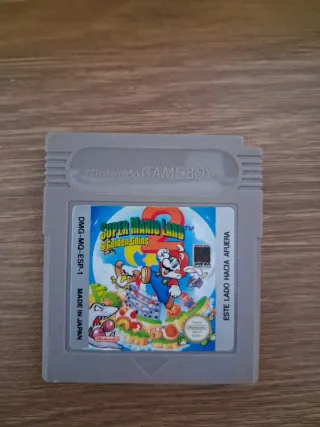 Nintendo GAME BOY
DMG-MQ-ESP-1
MADE IN JAPAN
SUPER MARIO LAND
2
TM
6 Golden Coins
Nintendo
ESTE LADO HACIA AFUERA